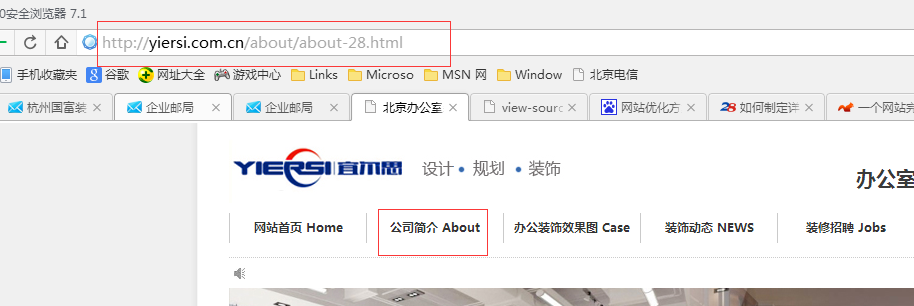 0安全浏览器 7.1
http://yiersi.com.cn/about/about-28.html
手机收藏夹 谷歌 网址大全 游戏中心 Links Microso MSN 网 Window 北京电信
杭州国富装 企业邮局 企业邮局 北京办公室 view-sourc 网站优化方 如何制定详 一个网站完
YIERSI 宜尔思 设计 • 规划 • 装饰
办公室
网站首页 Home 公司简介 About 办公装饰效果图 Case 装饰动态 NEWS 装修招聘 Jobs